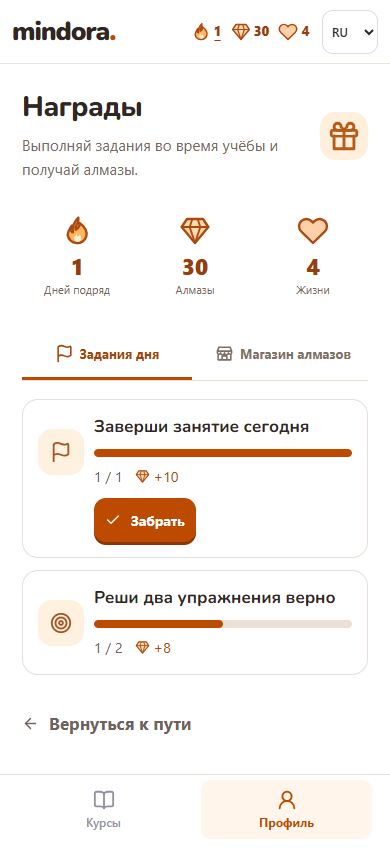 mindora.
1 30 4 RU
Награды
Выполняй задания во время учёбы и
получай алмазы.
1 30 4
Дней подряд Алмазы Жизни
Задания дня Магазин алмазов
Заверши занятие сегодня
1 / 1 +10
Забрать
Реши два упражнения верно
1 / 2 +8
Вернуться к пути
Курсы Профиль